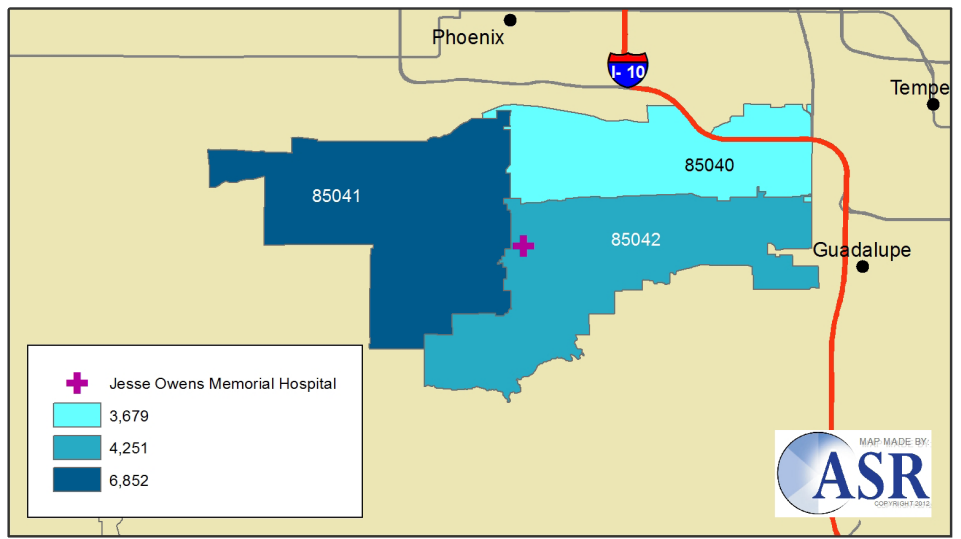 Phoenix
I- 10
Tempe
85040
85041
85042
Guadalupe
Jesse Owens Memorial Hospital
3,679
4,251
6,852
MAP MADE BY:
ASR
COPYRIGHT 2012